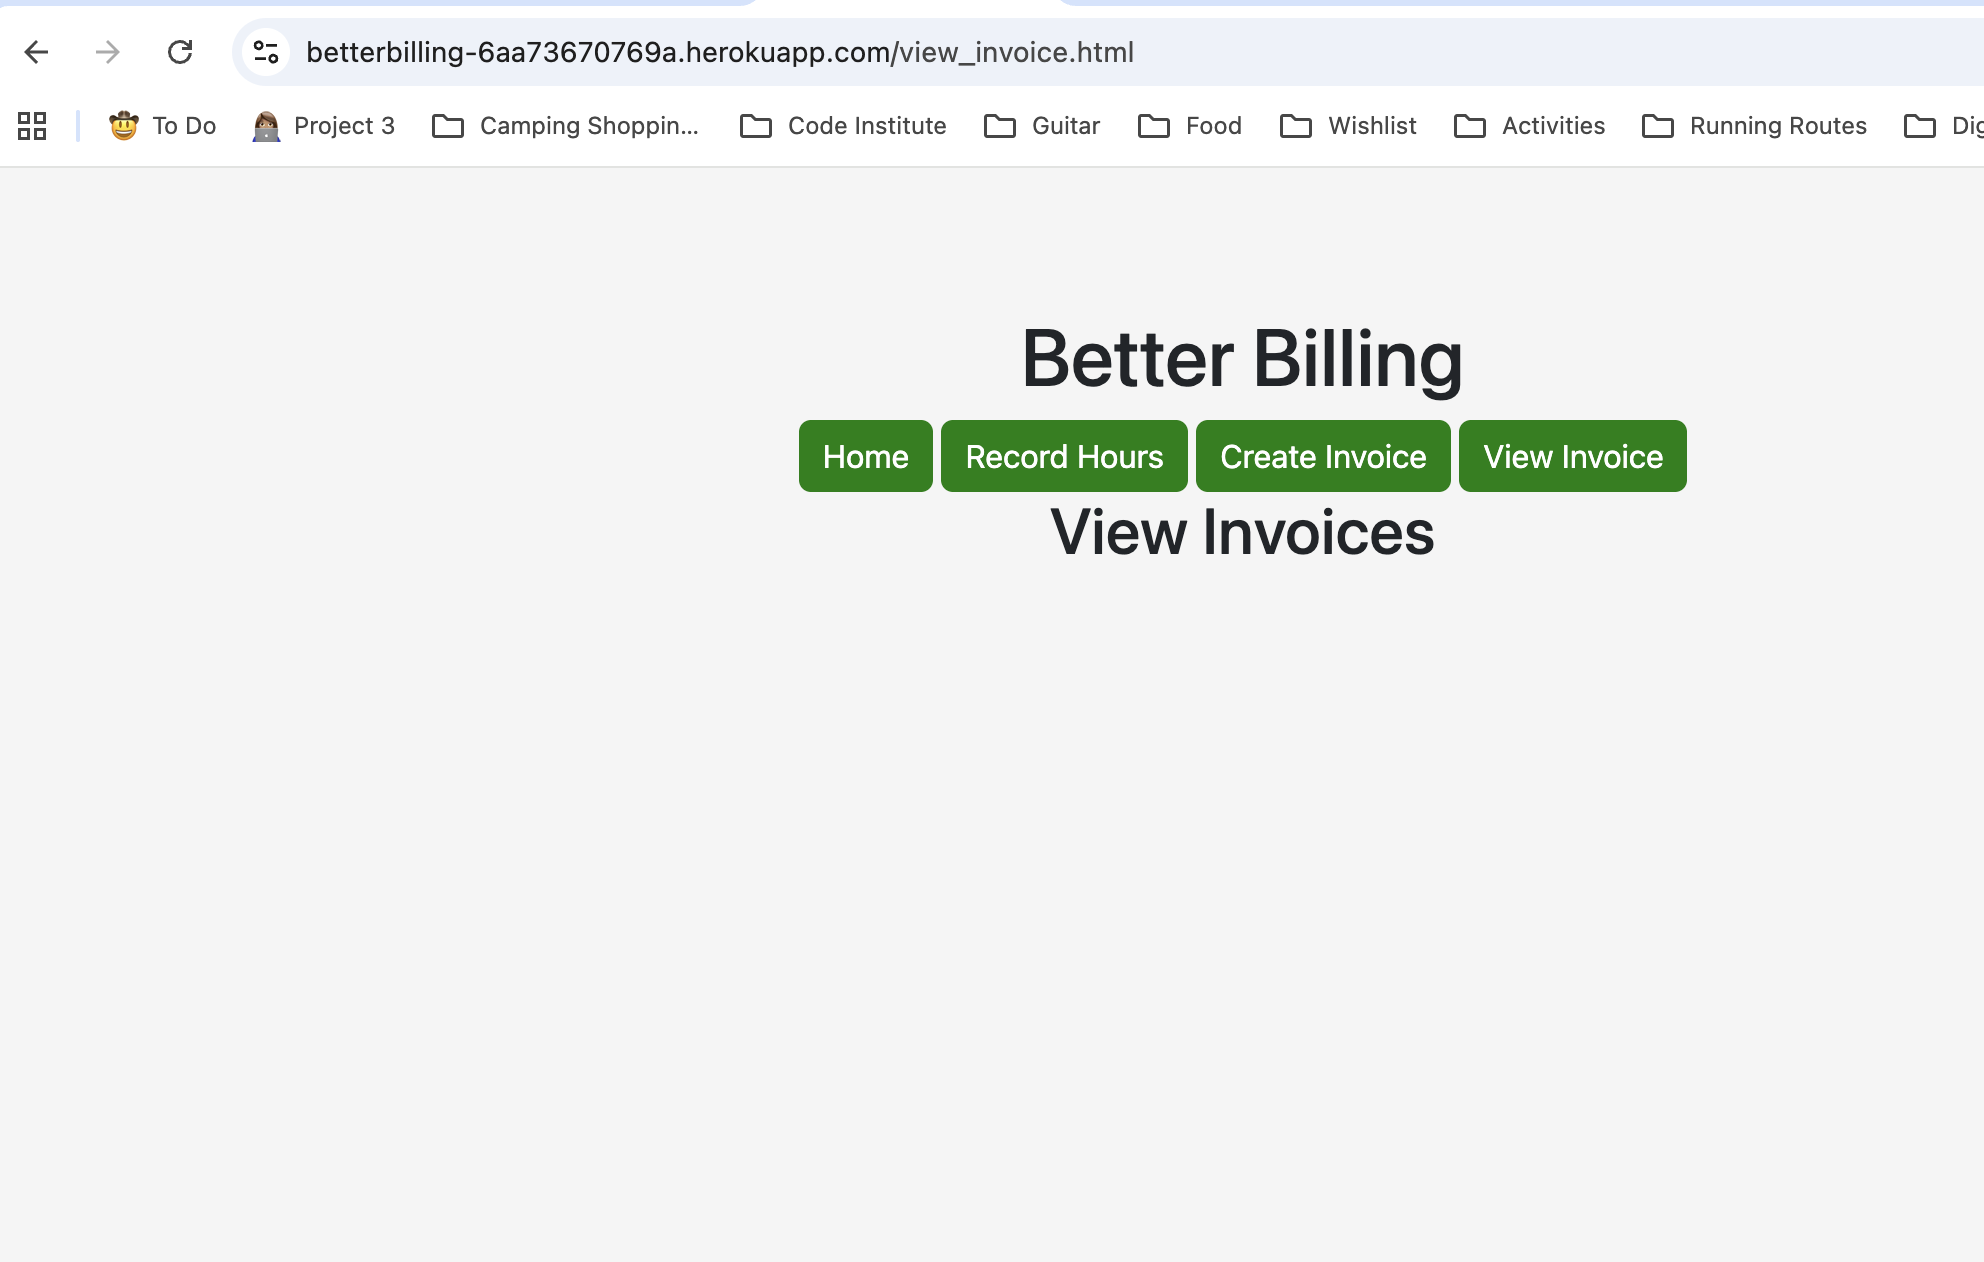 betterbilling-6aa73670769a.herokuapp.com/view_invoice.html
To Do Project 3 Camping Shoppin... Code Institute Guitar Food Wishlist Activities Running Routes Dig
Better Billing
Home Record Hours Create Invoice View Invoice
View Invoices